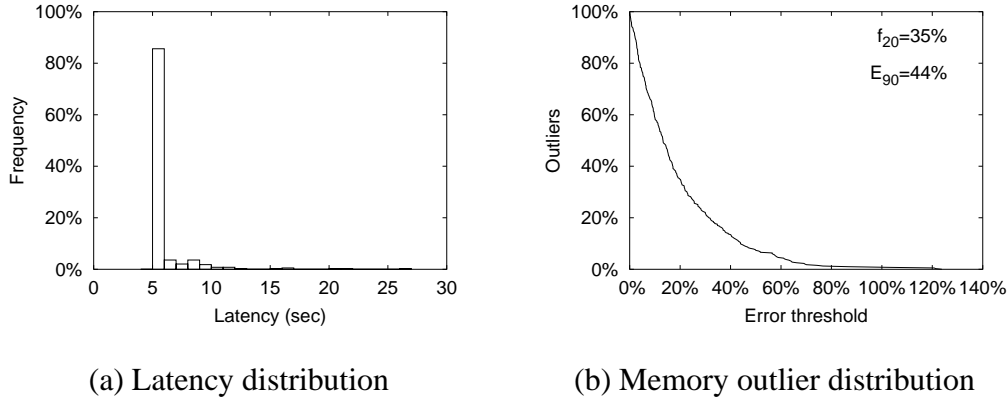 100%
80%
60%
40%
20%
0%
Frequency
0 5 10 15 20 25 30
Latency (sec)
(a) Latency distribution
100%
80%
60%
40%
20%
0%
Outliers
f20=35%
E90=44%
0% 20% 40% 60% 80% 100% 120% 140%
Error threshold
(b) Memory outlier distribution